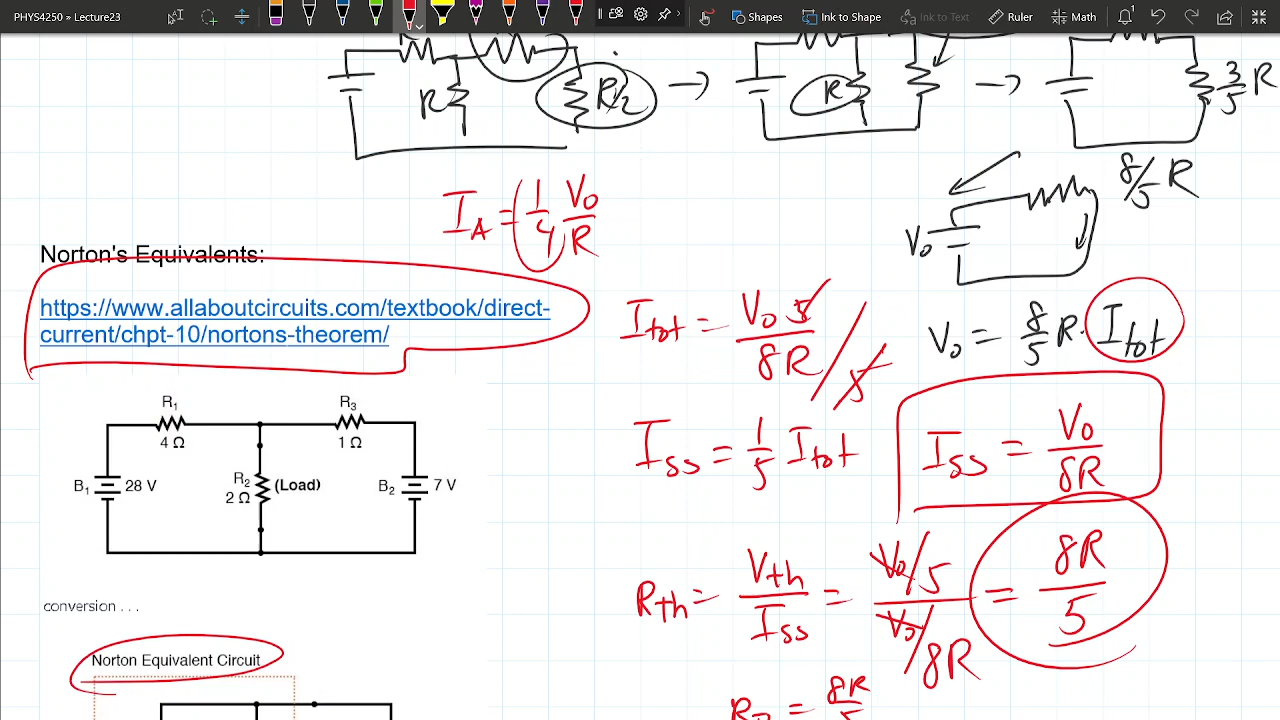 PHYS4250 » Lecture23
Shapes
Ink to Shape
Ink to Text
Ruler
Math
R
R/2
R
3/5 R
I_A = 1/4 V₀/R
8/5 R
V₀
Norton's Equivalents:
https://www.allaboutcircuits.com/textbook/direct-
current/chpt-10/nortons-theorem/
I_tot = V₀ 5 / 8R / 5
V₀ = 8/5 R · I_tot
I_ss = 1/5 I_tot
I_ss = V₀/8R
R_th = V_th / I_ss = V₀/5 / V₀/8R = 8R/5
R₁
4 Ω
R₃
1 Ω
B₁
28 V
R₂
2 Ω
(Load)
B₂
7 V
conversion . . .
Norton Equivalent Circuit